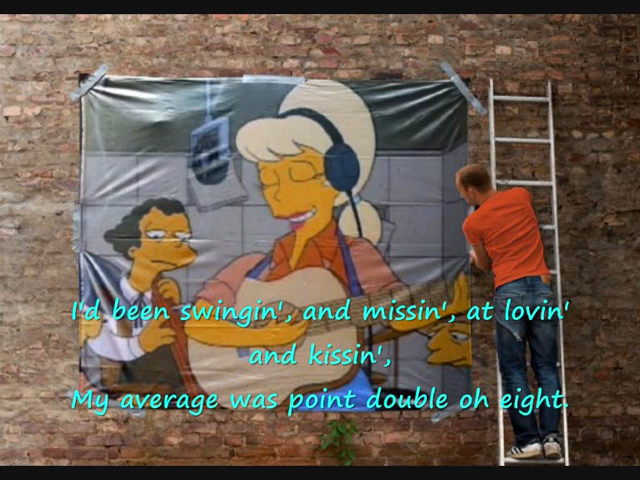 I'd been swingin', and missin', at lovin'
and kissin',
My average was point double oh eight.